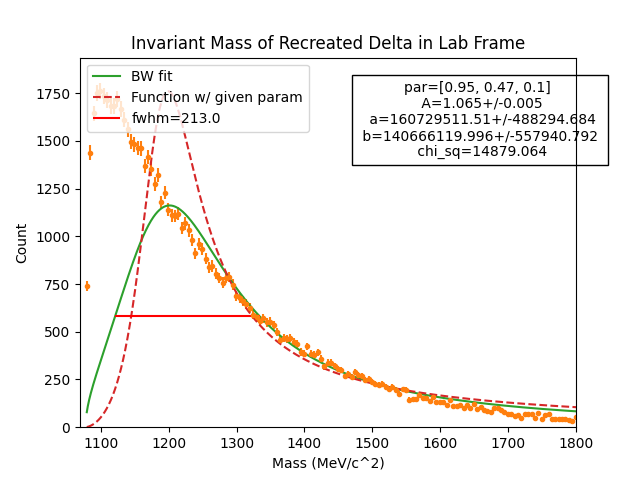 Invariant Mass of Recreated Delta in Lab Frame
BW fit
Function w/ given param
fwhm=213.0
par=[0.95, 0.47, 0.1]
A=1.065+/-0.005
a=160729511.51+/-488294.684
b=140666119.996+/-557940.792
chi_sq=14879.064
Count
1750
1500
1250
1000
750
500
250
0
1100
1200
1300
1400
1500
1600
1700
1800
Mass (MeV/c^2)